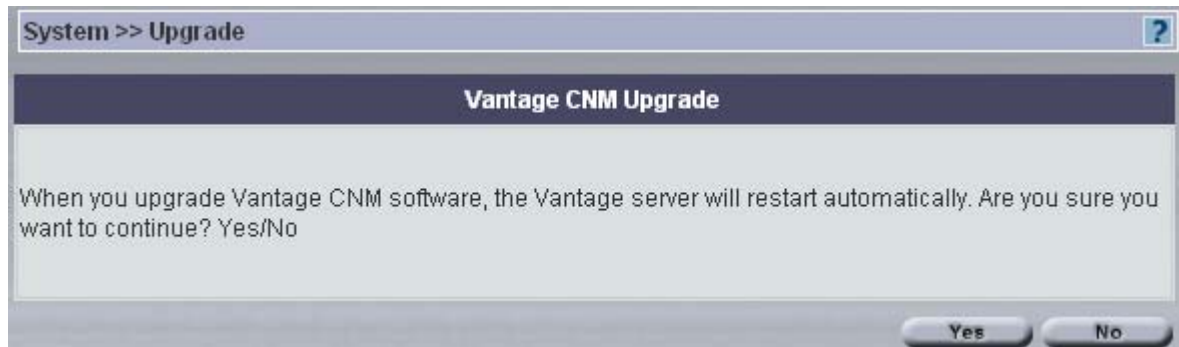 System >> Upgrade
?
Vantage CNM Upgrade
When you upgrade Vantage CNM software, the Vantage server will restart automatically. Are you sure you
want to continue? Yes/No
Yes
No